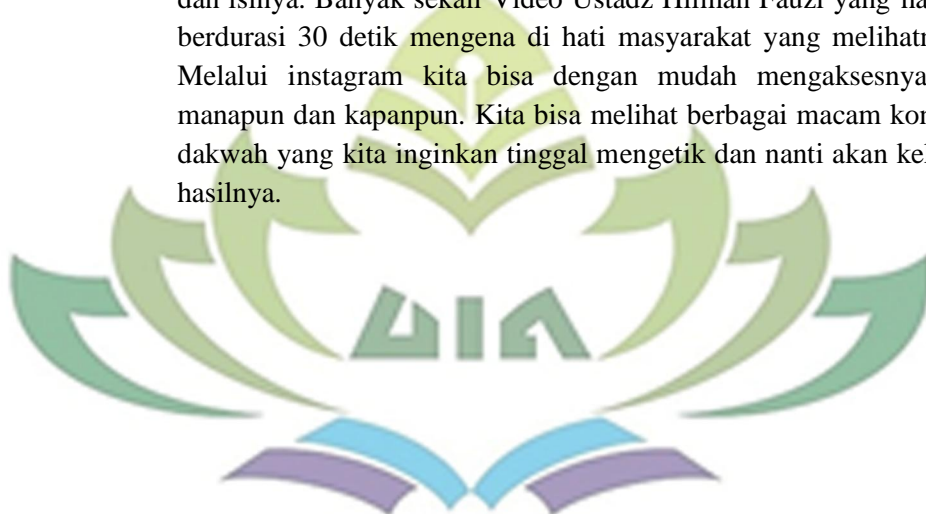 dan isinya. Banyak sekali Video Ustadz Hilman Fauzi yang
berdurasi 30 detik mengena di hati masyarakat yang
Melalui instagram kita bisa dengan mudah
manapun dan kapanpun. Kita bisa melihat berbagai macam
dakwah yang kita inginkan tinggal mengetik dan nanti akan
hasilnya.
UIN